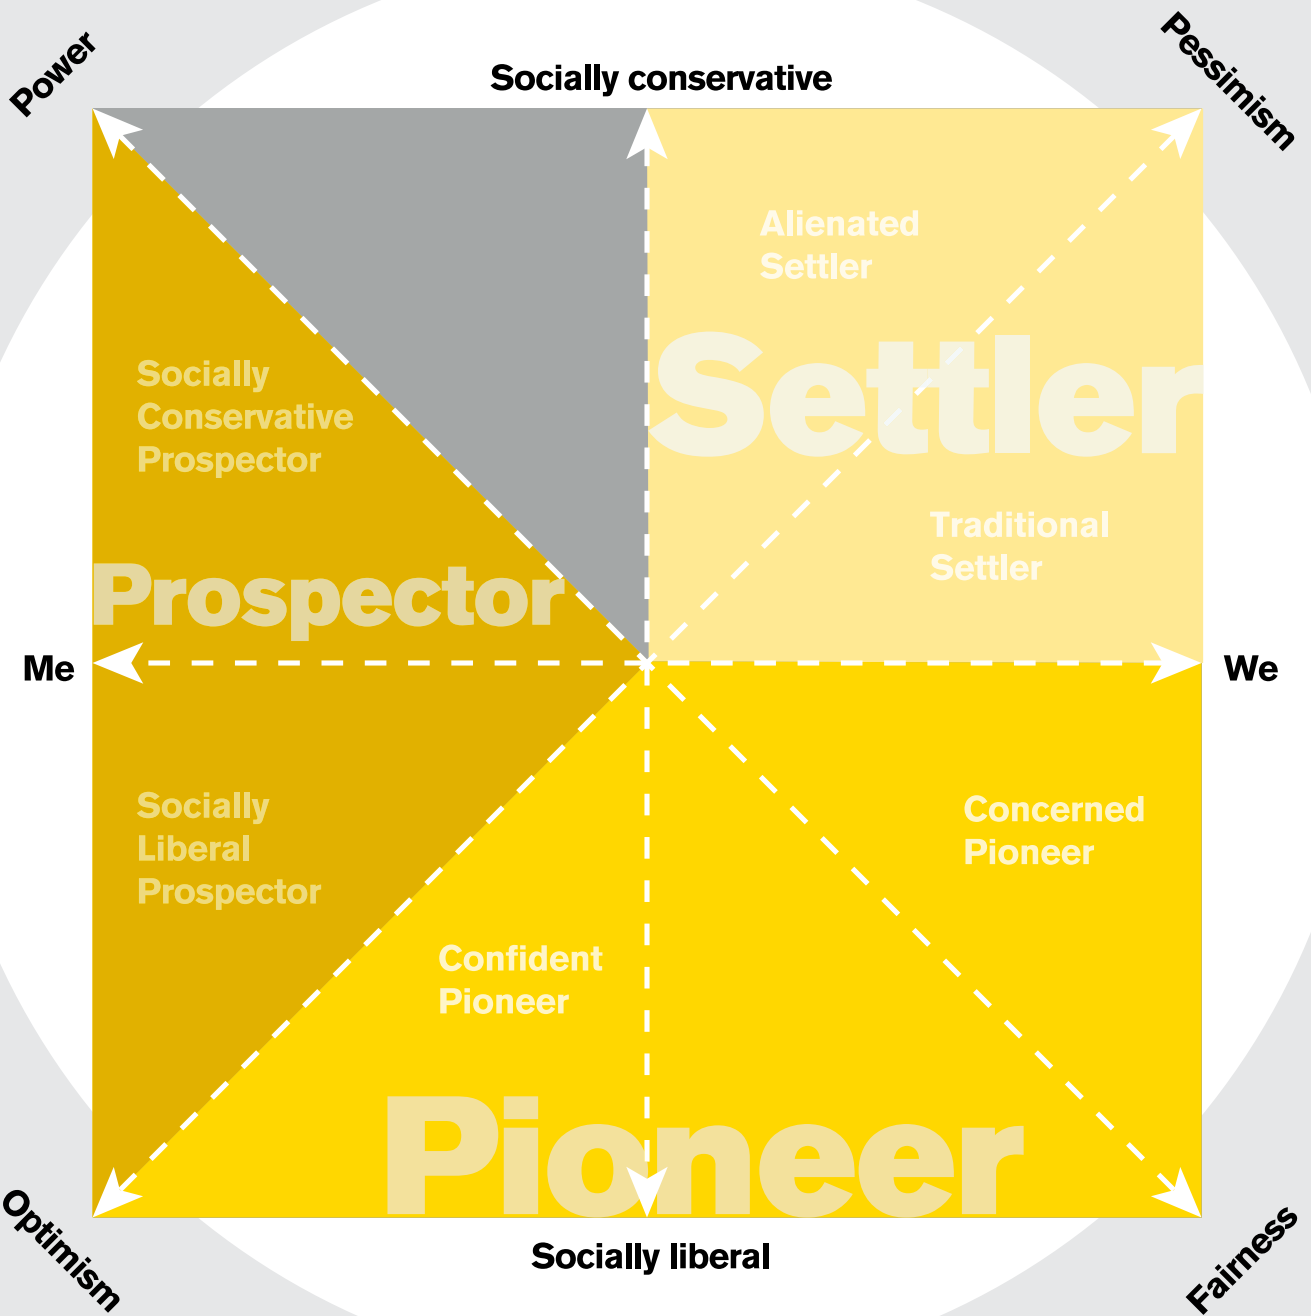 Power
Socially conservative
Pessimism
Alienated
Settler
Settler
Socially
Conservative
Prospector
Traditional
Settler
Prospector
Me
We
Socially
Liberal
Prospector
Concerned
Pioneer
Confident
Pioneer
Pioneer
Optimism
Socially liberal
Fairness